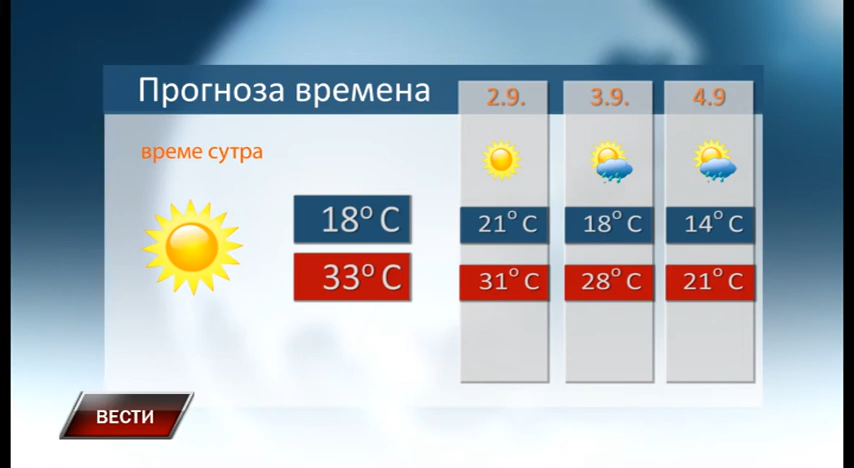 Прогноза времена
време сутра
18° C
33° C
2.9.
3.9.
4.9
21° C
18° C
14° C
31° C
28° C
21° C
ВЕСТИ